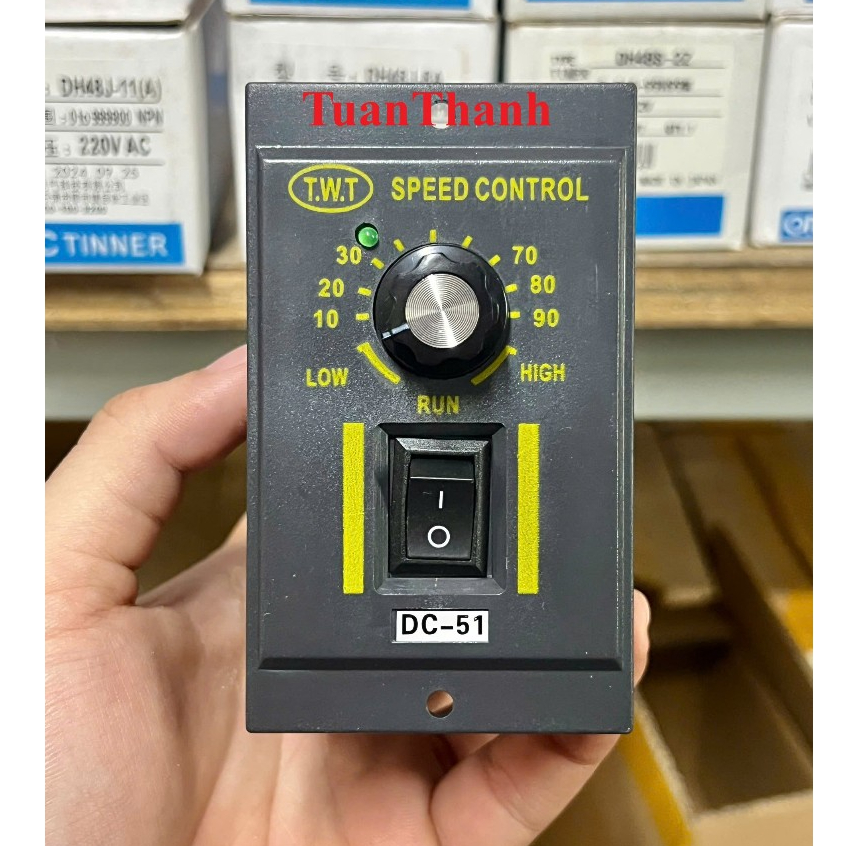 TuanThanh
T.W.T SPEED CONTROL
30 70
20 80
10 90
LOW HIGH
RUN
I
O
DC-51
DH48J-11(A)
220V AC
DH48S-S2
C TINNER